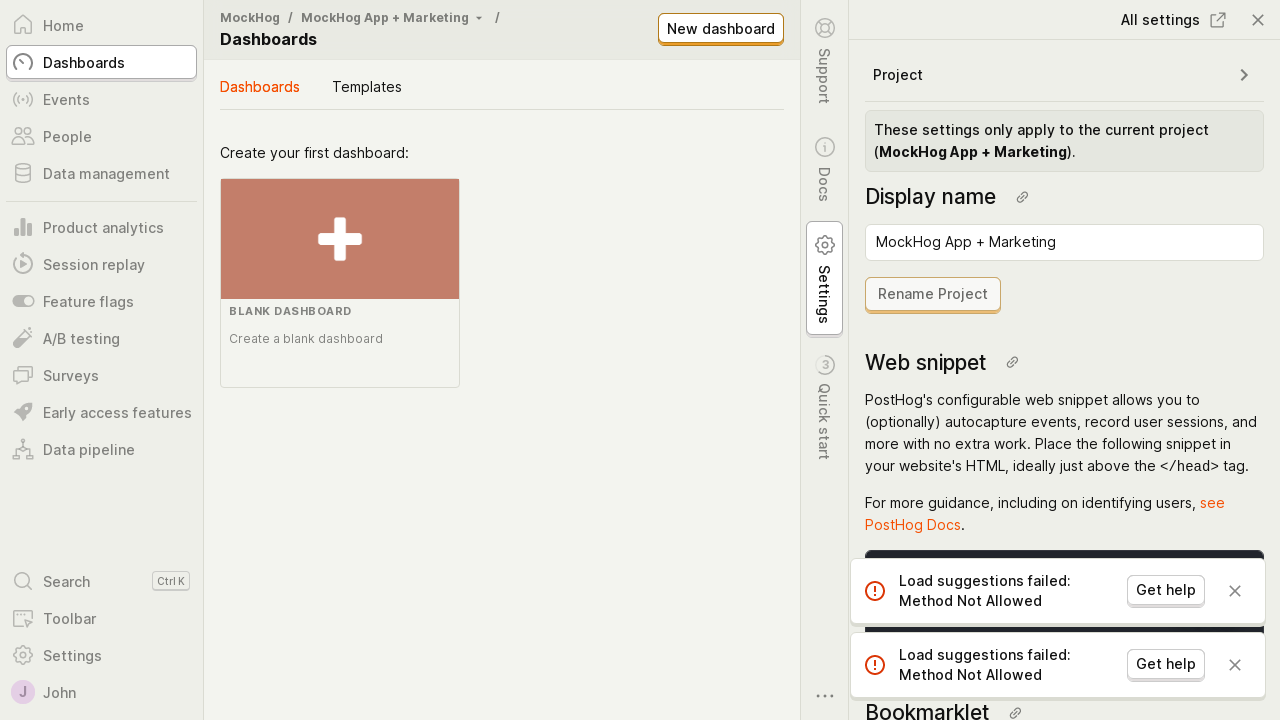 Home
Dashboards
Events
People
Data management
Product analytics
Session replay
Feature flags
A/B testing
Surveys
Early access features
Data pipeline
Search
Ctrl K
Toolbar
Settings
J
John
MockHog / MockHog App + Marketing /
Dashboards
New dashboard
Dashboards
Templates
Create your first dashboard:
BLANK DASHBOARD
Create a blank dashboard
Support
Docs
Settings
3
Quick start
All settings
Project
These settings only apply to the current project
(MockHog App + Marketing).
Display name
MockHog App + Marketing
Rename Project
Web snippet
PostHog's configurable web snippet allows you to
(optionally) autocapture events, record user sessions, and
more with no extra work. Place the following snippet in
your website's HTML, ideally just above the </head> tag.
For more guidance, including on identifying users, see
PostHog Docs.
Load suggestions failed:
Method Not Allowed
Get help
Load suggestions failed:
Method Not Allowed
Get help
Bookmarklet